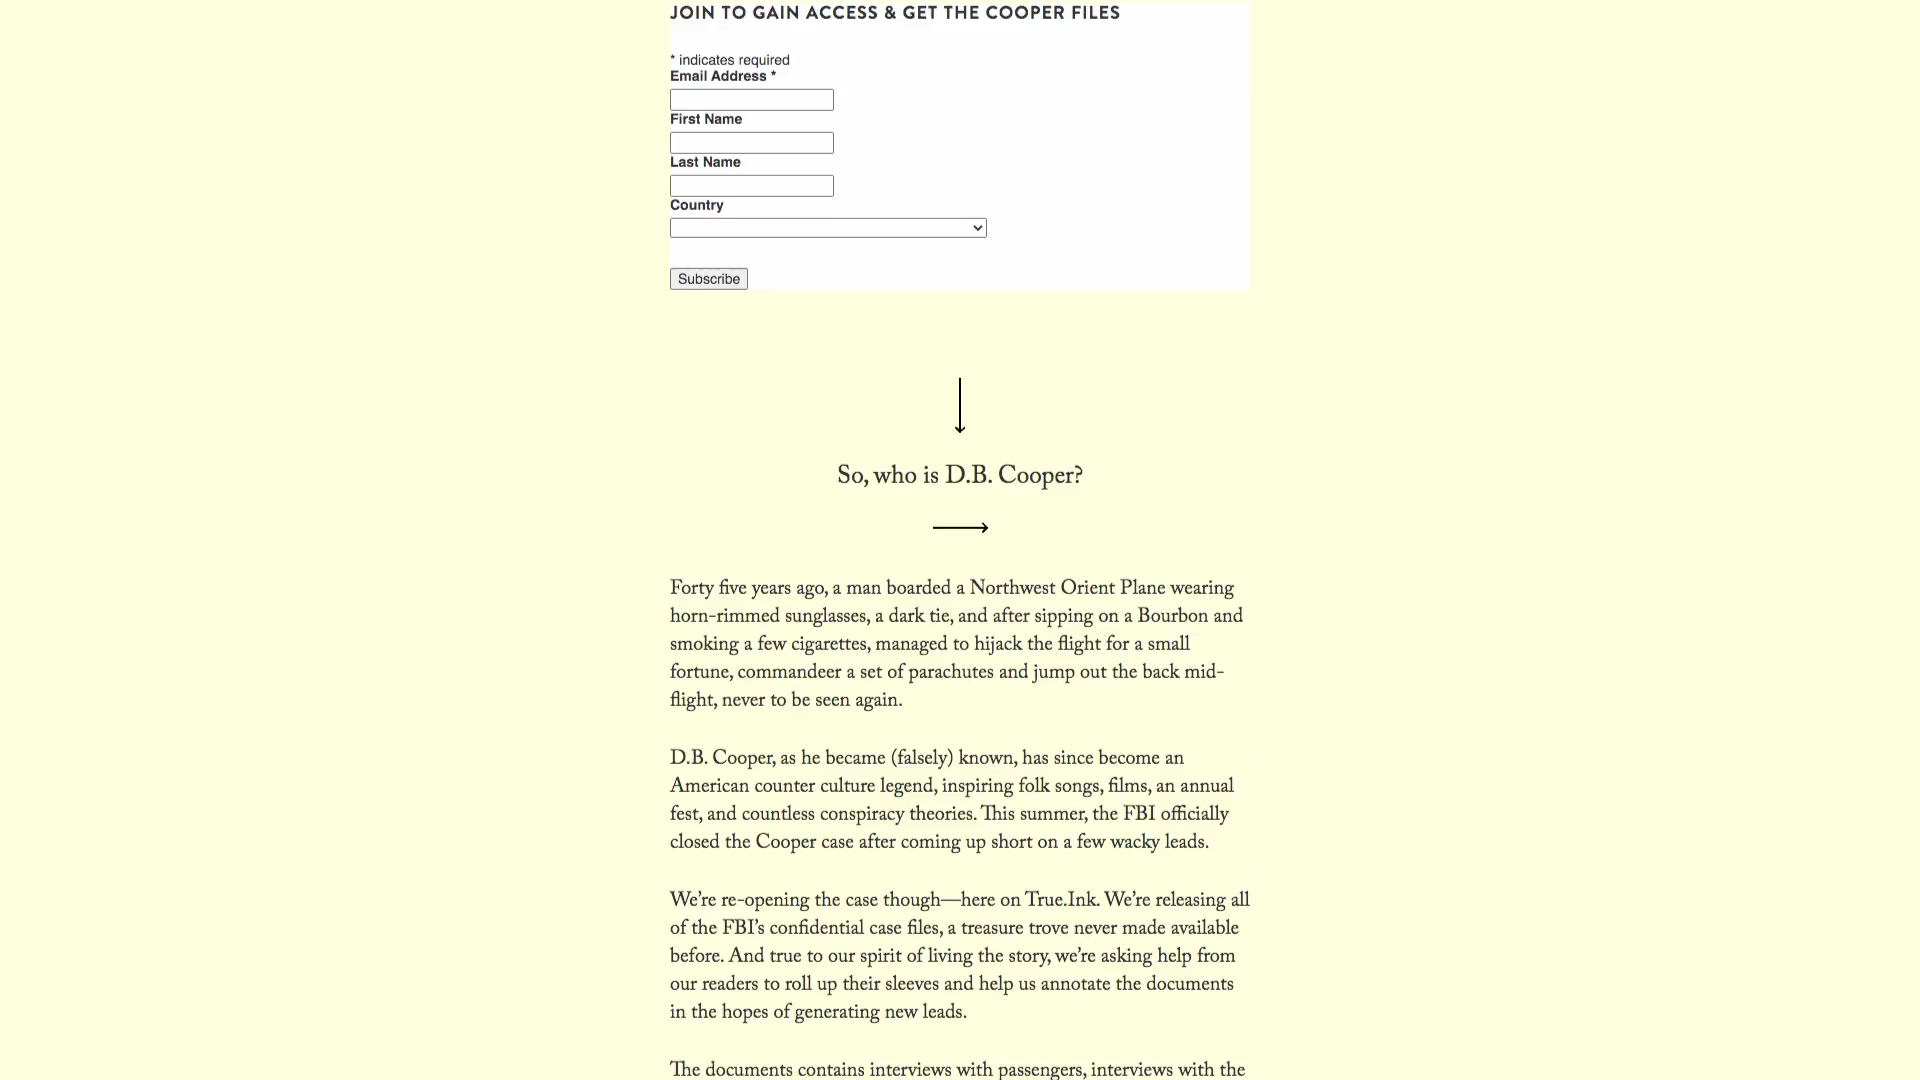 JOIN TO GAIN ACCESS & GET THE COOPER FILES
* indicates required
Email Address *
First Name
Last Name
Country
Subscribe
So, who is D.B. Cooper?
Forty five years ago, a man boarded a Northwest Orient Plane wearing
horn-rimmed sunglasses, a dark tie, and after sipping on a Bourbon and
smoking a few cigarettes, managed to hijack the flight for a small
fortune, commandeer a set of parachutes and jump out the back mid-
flight, never to be seen again.
D.B. Cooper, as he became (falsely) known, has since become an
American counter culture legend, inspiring folk songs, films, an annual
fest, and countless conspiracy theories. This summer, the FBI officially
closed the Cooper case after coming up short on a few wacky leads.
We’re re-opening the case though—here on True.Ink. We’re releasing all
of the FBI’s confidential case files, a treasure trove never made available
before. And true to our spirit of living the story, we’re asking help from
our readers to roll up their sleeves and help us annotate the documents
in the hopes of generating new leads.
The documents contains interviews with passengers, interviews with the